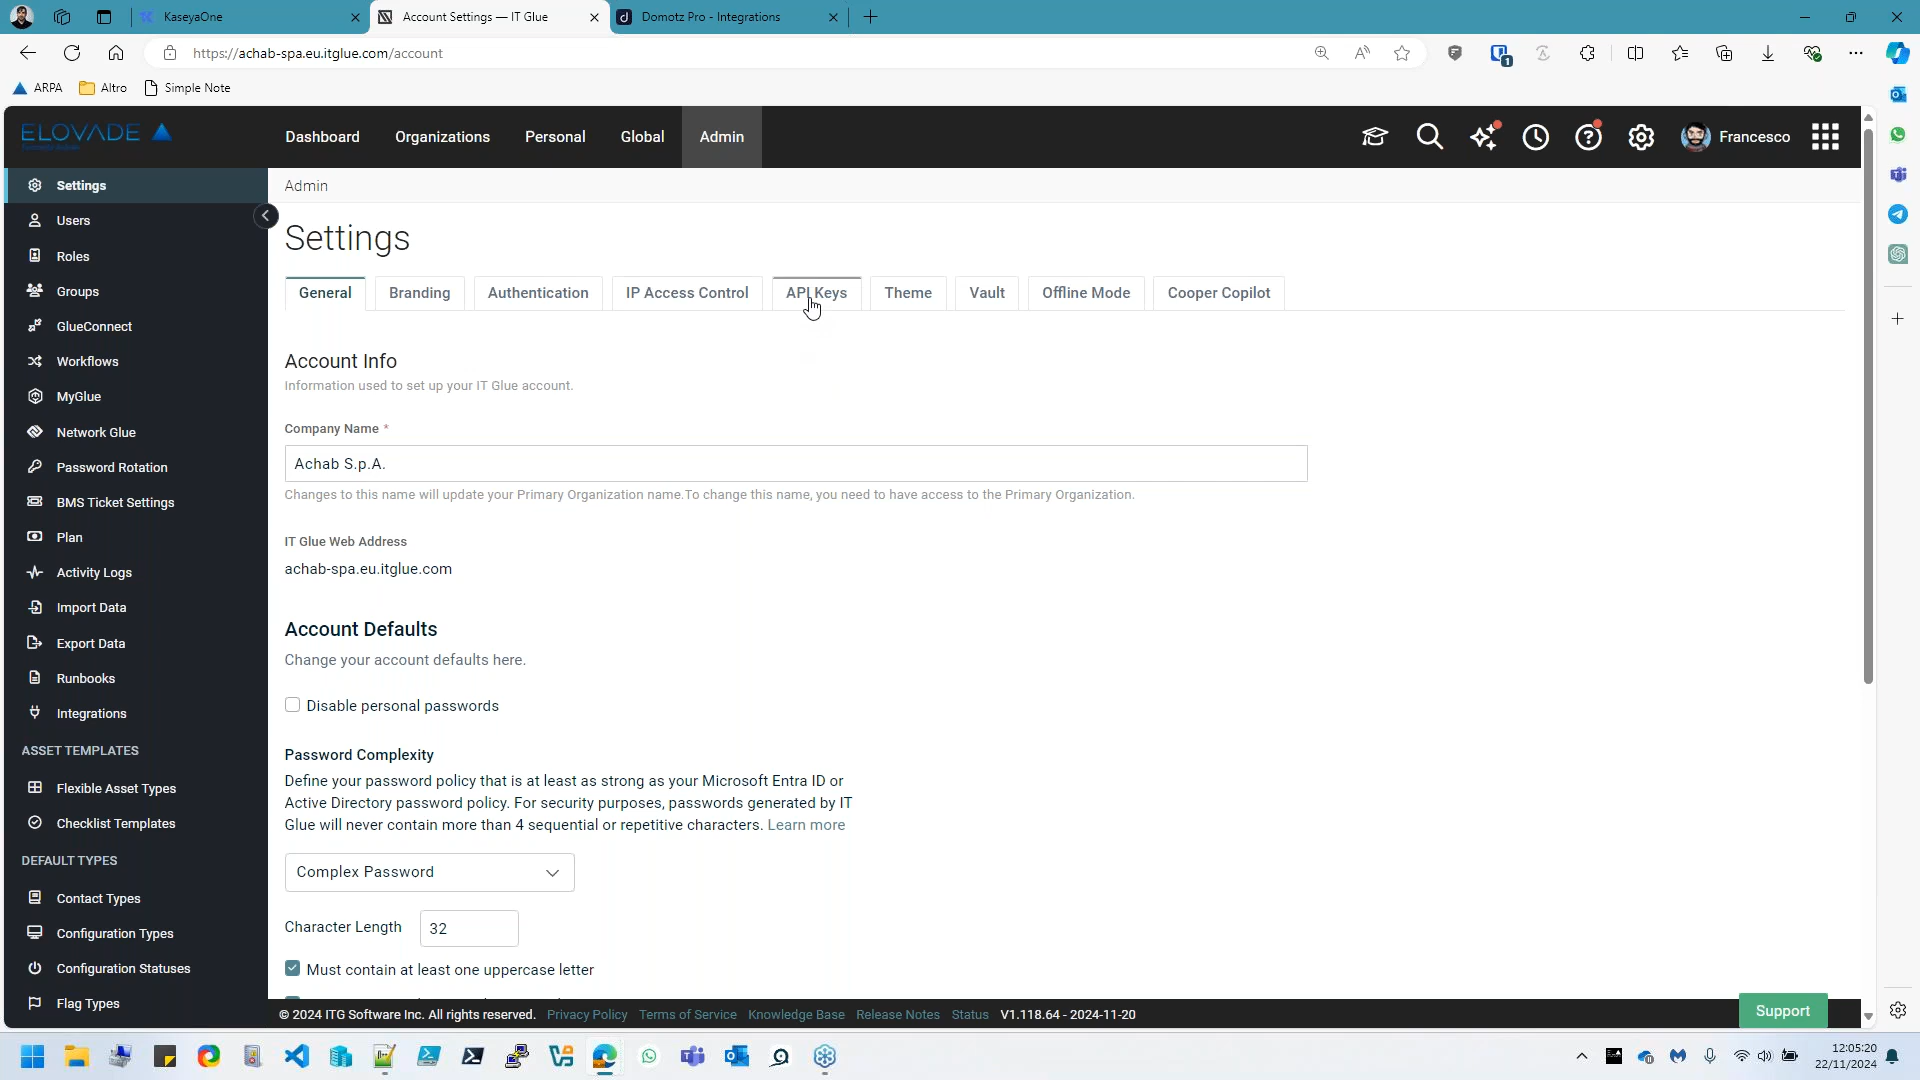 KaseyaOne
Account Settings — IT Glue
Domotz Pro - Integrations
https://achab-spa.eu.itglue.com/account
1
ARPA
Altro
Simple Note
ELOVADE
Dashboard
Organizations
Personal
Global
Admin
Francesco
Settings
Users
Roles
Groups
GlueConnect
Workflows
MyGlue
Network Glue
Password Rotation
BMS Ticket Settings
Plan
Activity Logs
Import Data
Export Data
Runbooks
Integrations
ASSET TEMPLATES
Flexible Asset Types
Checklist Templates
DEFAULT TYPES
Contact Types
Configuration Types
Configuration Statuses
Flag Types
Admin
Settings
General
Branding
Authentication
IP Access Control
API Keys
Theme
Vault
Offline Mode
Cooper Copilot
Account Info
Information used to set up your IT Glue account.
Company Name *
Achab S.p.A.
Changes to this name will update your Primary Organization name.To change this name, you need to have access to the Primary Organization.
IT Glue Web Address
achab-spa.eu.itglue.com
Account Defaults
Change your account defaults here.
Disable personal passwords
Password Complexity
Define your password policy that is at least as strong as your Microsoft Entra ID or
Active Directory password policy. For security purposes, passwords generated by IT
Glue will never contain more than 4 sequential or repetitive characters. Learn more
Complex Password
Character Length 32
Must contain at least one uppercase letter
© 2024 ITG Software Inc. All rights reserved. Privacy Policy Terms of Service Knowledge Base Release Notes Status V1.118.64 - 2024-11-20
Support
12:05:20
22/11/2024